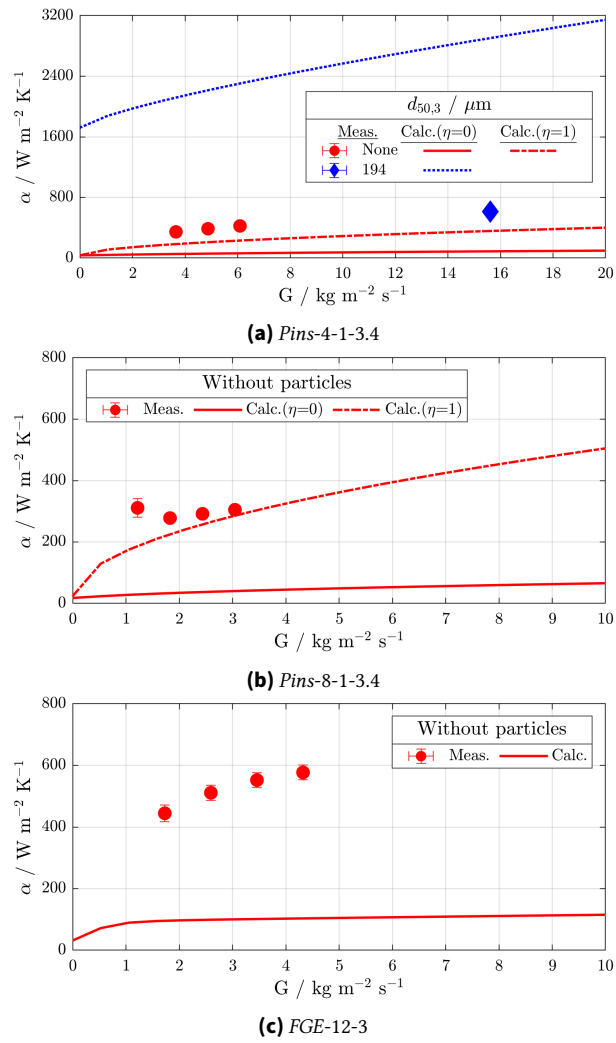 3200
2400
1600
800
0
α / W m−2 K−1
d50,3 / μm
Meas. Calc.(η=0) Calc.(η=1)
None
194
0 2 4 6 8 10 12 14 16 18 20
G / kg m−2 s−1
(a) Pins-4-1-3.4
800
600
400
200
0
α / W m−2 K−1
Without particles
Meas. Calc.(η=0) Calc.(η=1)
0 1 2 3 4 5 6 7 8 9 10
G / kg m−2 s−1
(b) Pins-8-1-3.4
800
600
400
200
0
α / W m−2 K−1
Without particles
Meas. Calc.
0 1 2 3 4 5 6 7 8 9 10
G / kg m−2 s−1
(c) FGE-12-3